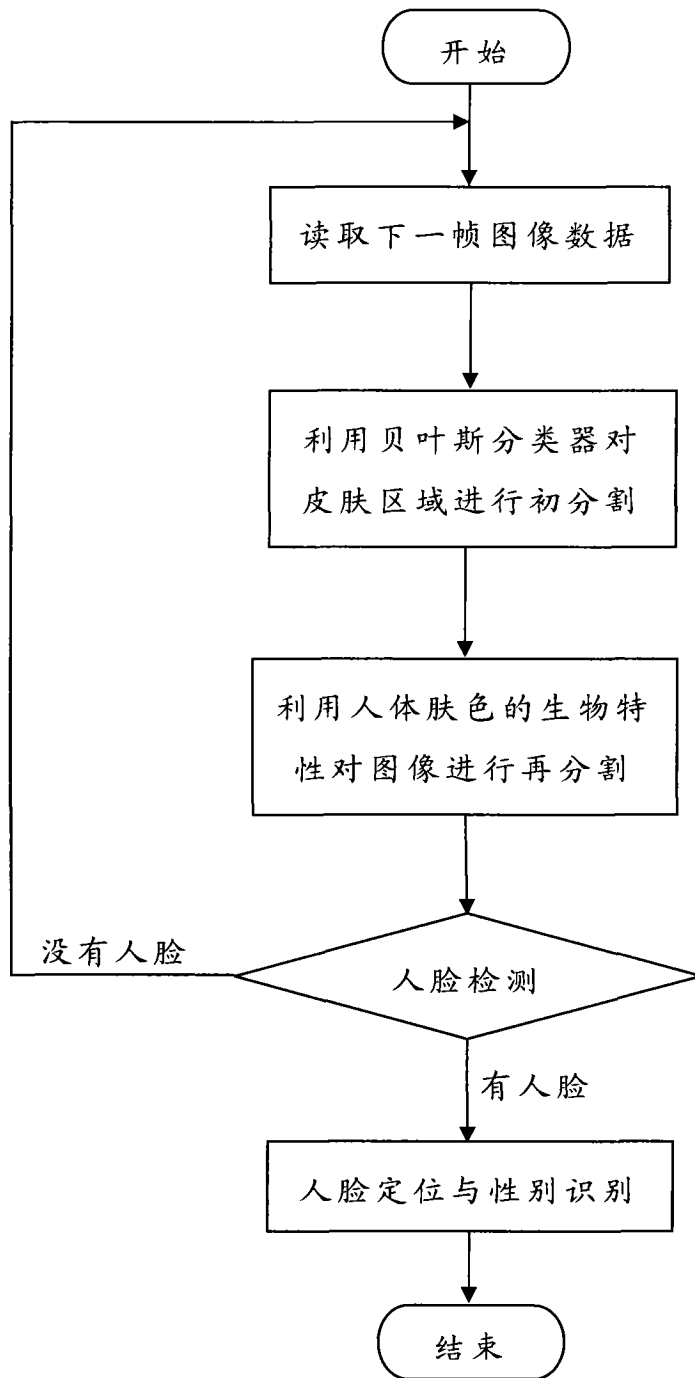 开始
读取下一帧图像数据
利用贝叶斯分类器对
皮肤区域进行初分割
利用人体肤色的生物特
性对图像进行再分割
没有人脸
人脸检测
有人脸
人脸定位与性别识别
结束